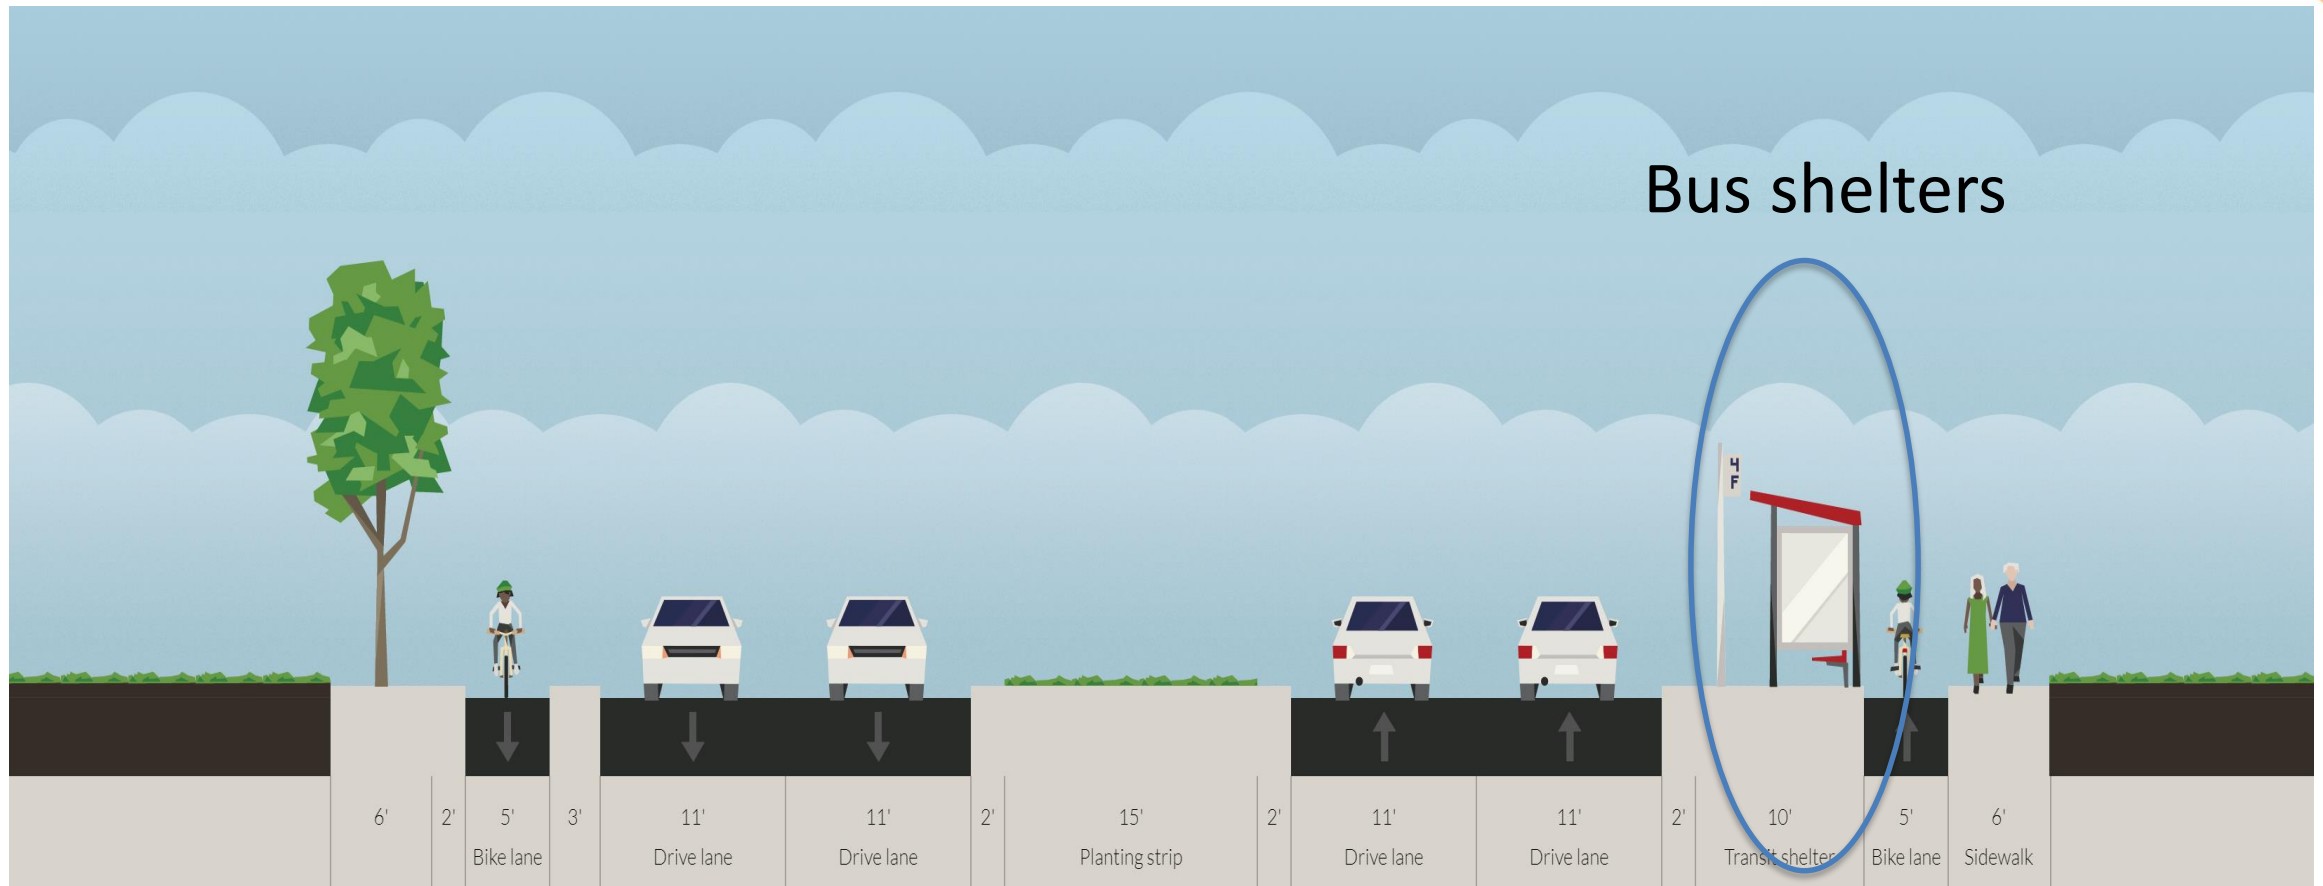 Bus shelters
4
F
6' 2' 5' 3' 11' 11' 2' 15' 2' 11' 11' 2' 10' 5' 6'
Bike lane Drive lane Drive lane Planting strip Drive lane Drive lane Transit shelter Bike lane Sidewalk